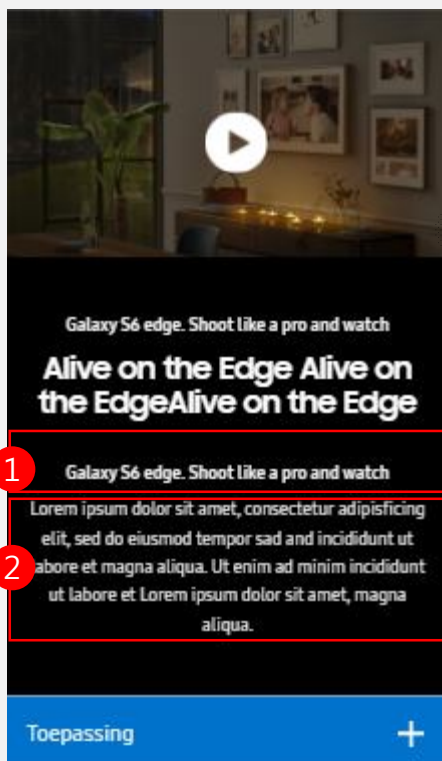 Galaxy S6 edge. Shoot like a pro and watch
Alive on the Edge Alive on
the EdgeAlive on the Edge
1
Galaxy S6 edge. Shoot like a pro and watch
Lorem ipsum dolor sit amet, consectetur adipisficing
elit, sed do eiusmod tempor sad and incididunt ut
2
abore et magna aliqua. Ut enim ad minim incididunt
ut labore et Lorem ipsum dolor sit amet, magna
aliqua.
Toepassing